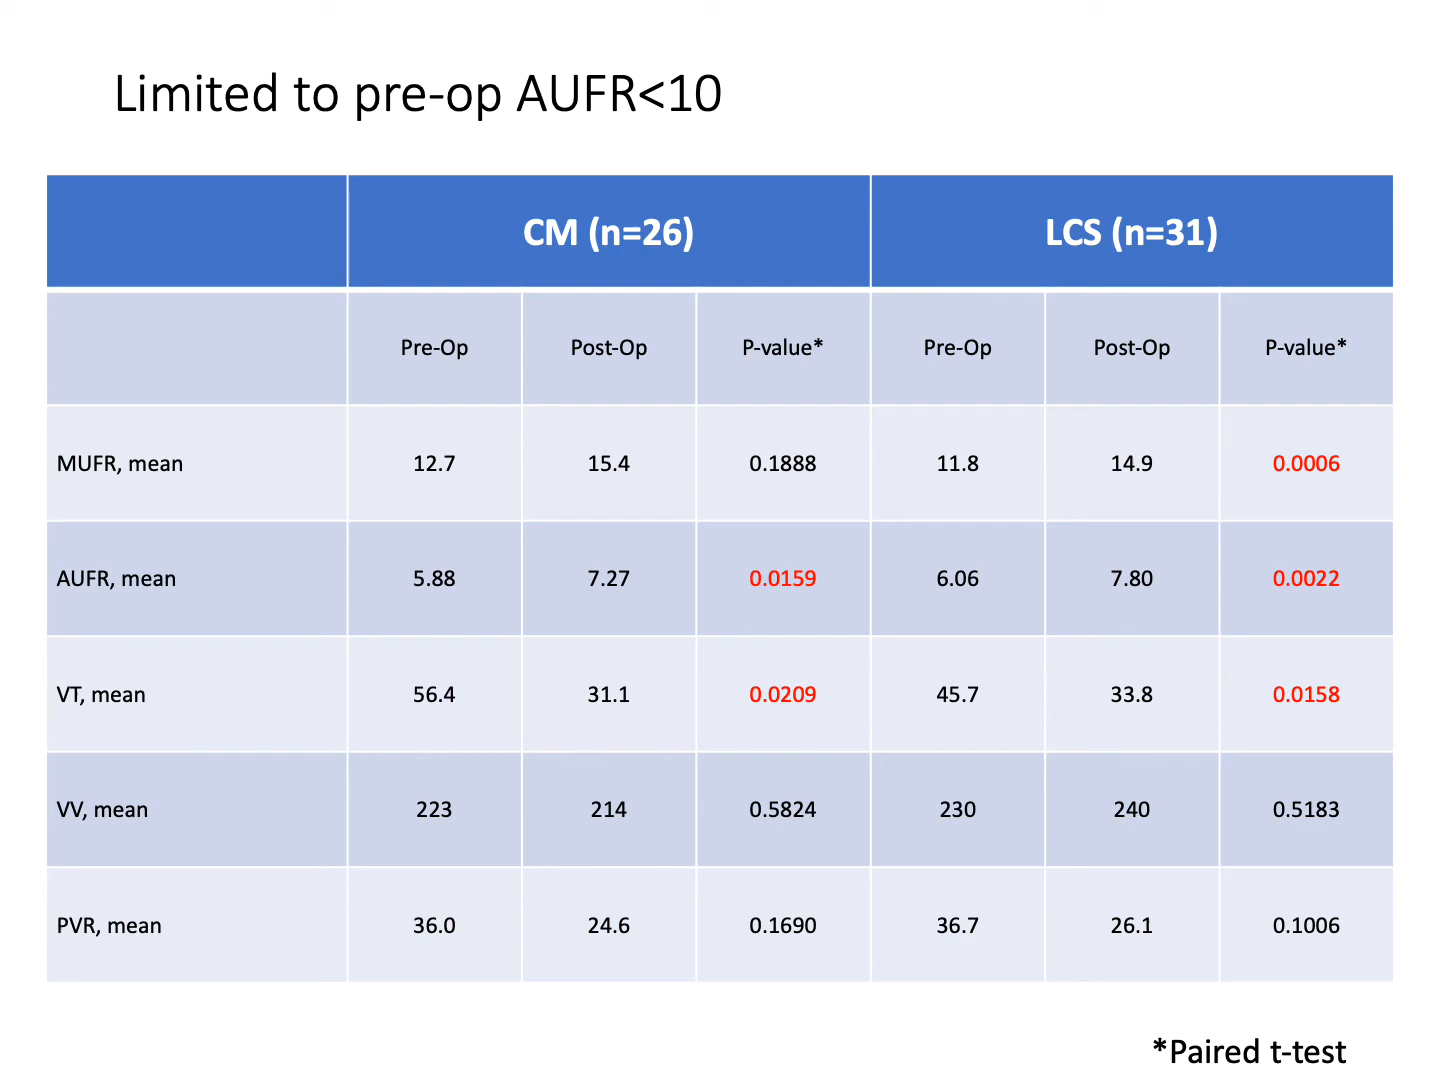 Limited to pre-op AUFR<10
CM (n=26) LCS (n=31)
Pre-Op Post-Op P-value* Pre-Op Post-Op P-value*
MUFR, mean 12.7 15.4 0.1888 11.8 14.9 0.0006
AUFR, mean 5.88 7.27 0.0159 6.06 7.80 0.0022
VT, mean 56.4 31.1 0.0209 45.7 33.8 0.0158
VV, mean 223 214 0.5824 230 240 0.5183
PVR, mean 36.0 24.6 0.1690 36.7 26.1 0.1006
*Paired t-test